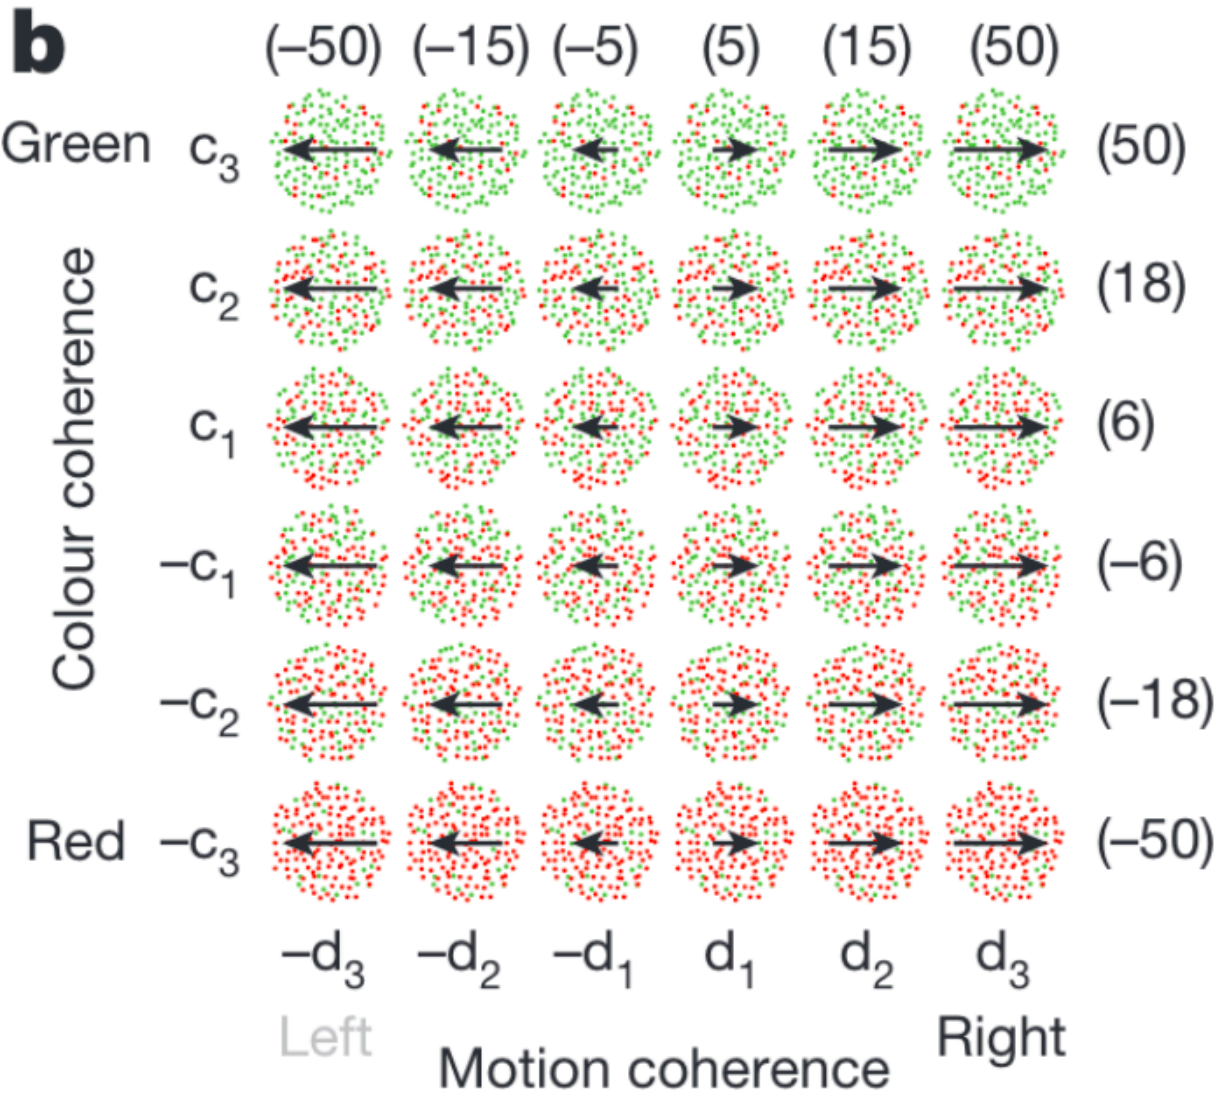 b
(–50) (–15) (–5) (5) (15) (50)
Green c₃ (50)
c₂ (18)
c₁ (6)
–c₁ (–6)
–c₂ (–18)
Red –c₃ (–50)
Colour coherence
–d₃ –d₂ –d₁ d₁ d₂ d₃
Left Right
Motion coherence